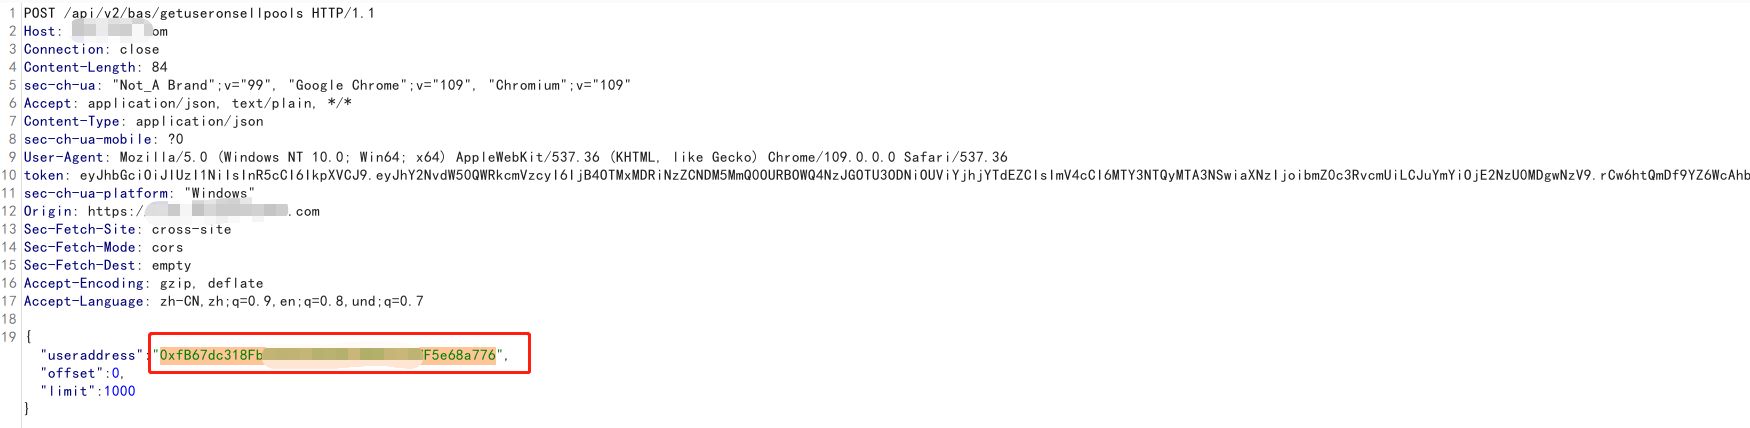 1 POST /api/v2/bas/getuseronsellpools HTTP/1.1
2 Host: om
3 Connection: close
4 Content-Length: 84
5 sec-ch-ua: "Not_A Brand";v="99", "Google Chrome";v="109", "Chromium";v="109"
6 Accept: application/json, text/plain, */*
7 Content-Type: application/json
8 sec-ch-ua-mobile: ?0
9 User-Agent: Mozilla/5.0 (Windows NT 10.0; Win64; x64) AppleWebKit/537.36 (KHTML, like Gecko) Chrome/109.0.0.0 Safari/537.36
10 token:
11 sec-ch-ua-platform: "Windows"
12 Origin: https:/ .com
13 Sec-Fetch-Site: cross-site
14 Sec-Fetch-Mode: cors
15 Sec-Fetch-Dest: empty
16 Accept-Encoding: gzip, deflate
17 Accept-Language: zh-CN,zh;q=0.9,en;q=0.8,und;q=0.7
18
19 {
"useraddress":"0xfB67dc318Fb F5e68a776",
"offset":0,
"limit":1000
}